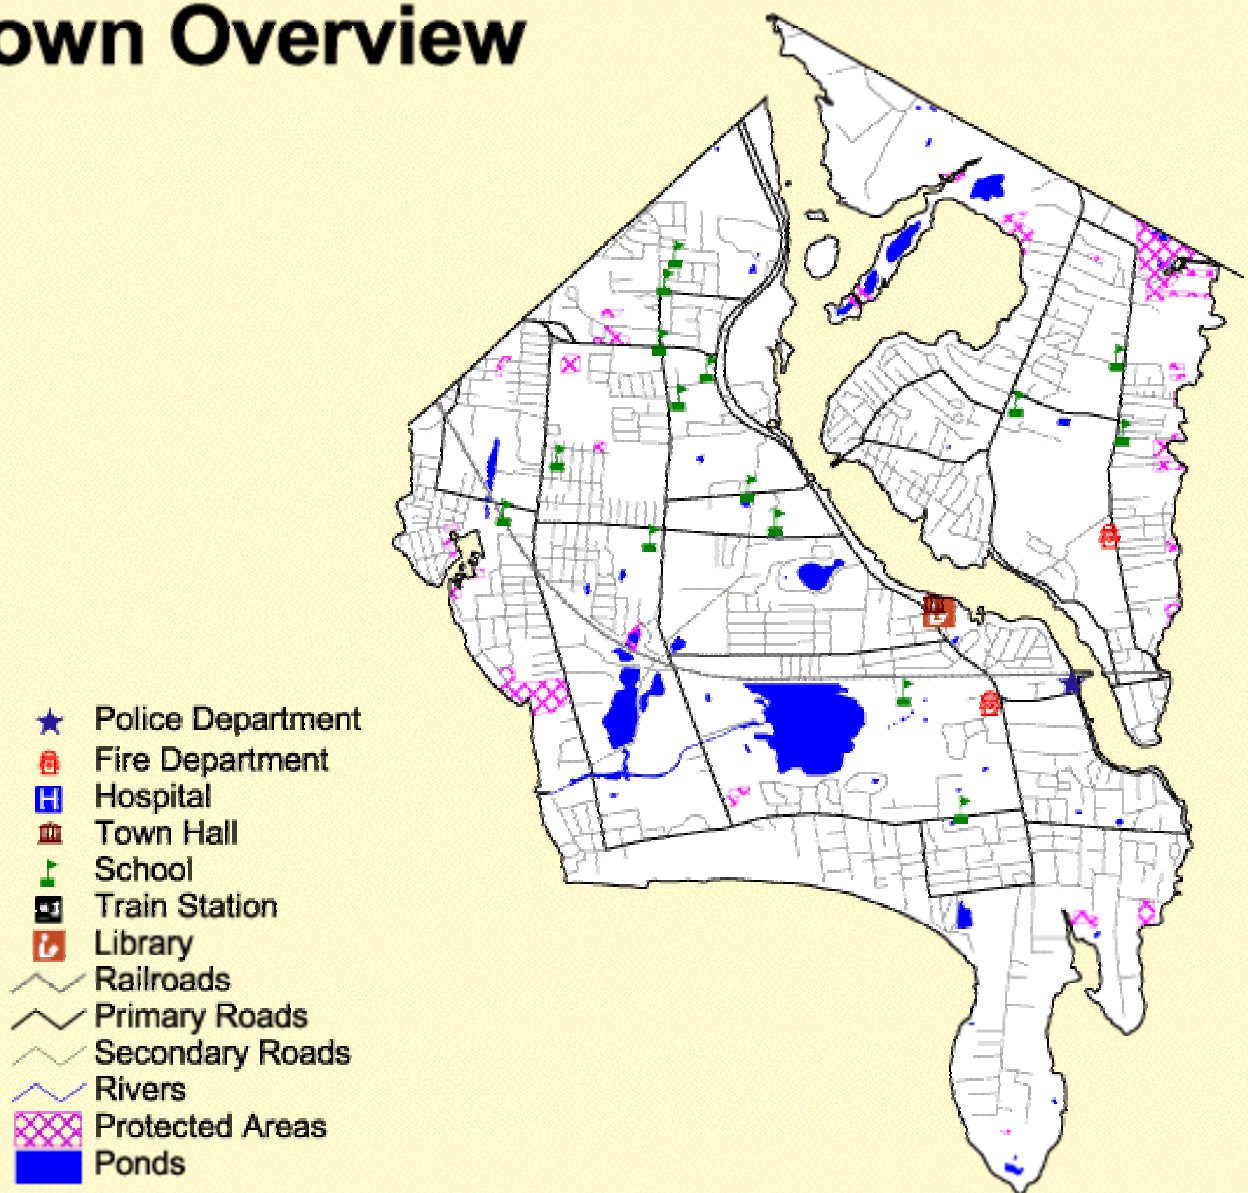 own Overview
Police Department
Fire Department
H Hospital
Town Hall
School
Train Station
Library
Railroads
Primary Roads
Secondary Roads
Rivers
Protected Areas
Ponds